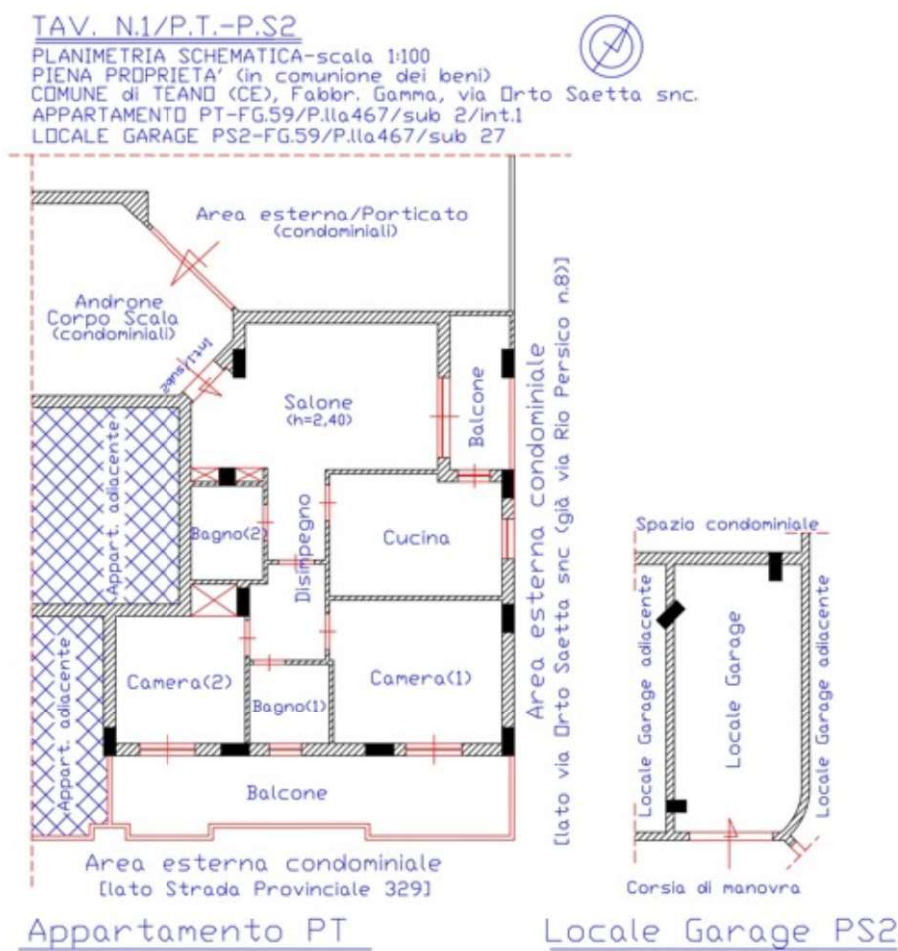 TAV. N.1/P.T.-P.S2
PLANIMETRIA SCHEMATICA-scala 1:100
PIENA PROPRIETA' (in comunione dei beni)
COMUNE di TEANO (CE), Fabbr. Gamma, via Orto Saetta snc.
APPARTAMENTO PT-FG.59/P.lla467/sub 2/int.1
LOCALE GARAGE PS2-FG.59/P.lla467/sub 27
Area esterna/Porticato
(condominiali)
Androne
Corpo Scala
(condominiali)
Int.1/sub2
Salone
(h=2,40)
Balcone
Appart. adiacente
Bagno(2)
Disimpegno
Cucina
Area esterna condominiale
[lato via Orto Saetta snc (già via Rio Persico n.8)]
Appart. adiacente
Camera(2)
Bagno(1)
Camera(1)
Balcone
Area esterna condominiale
[lato Strada Provinciale 329]
Appartamento PT
Spazio condominiale
Locale Garage adiacente
Locale Garage
Locale Garage adiacente
Corsia di manovra
Locale Garage PS2